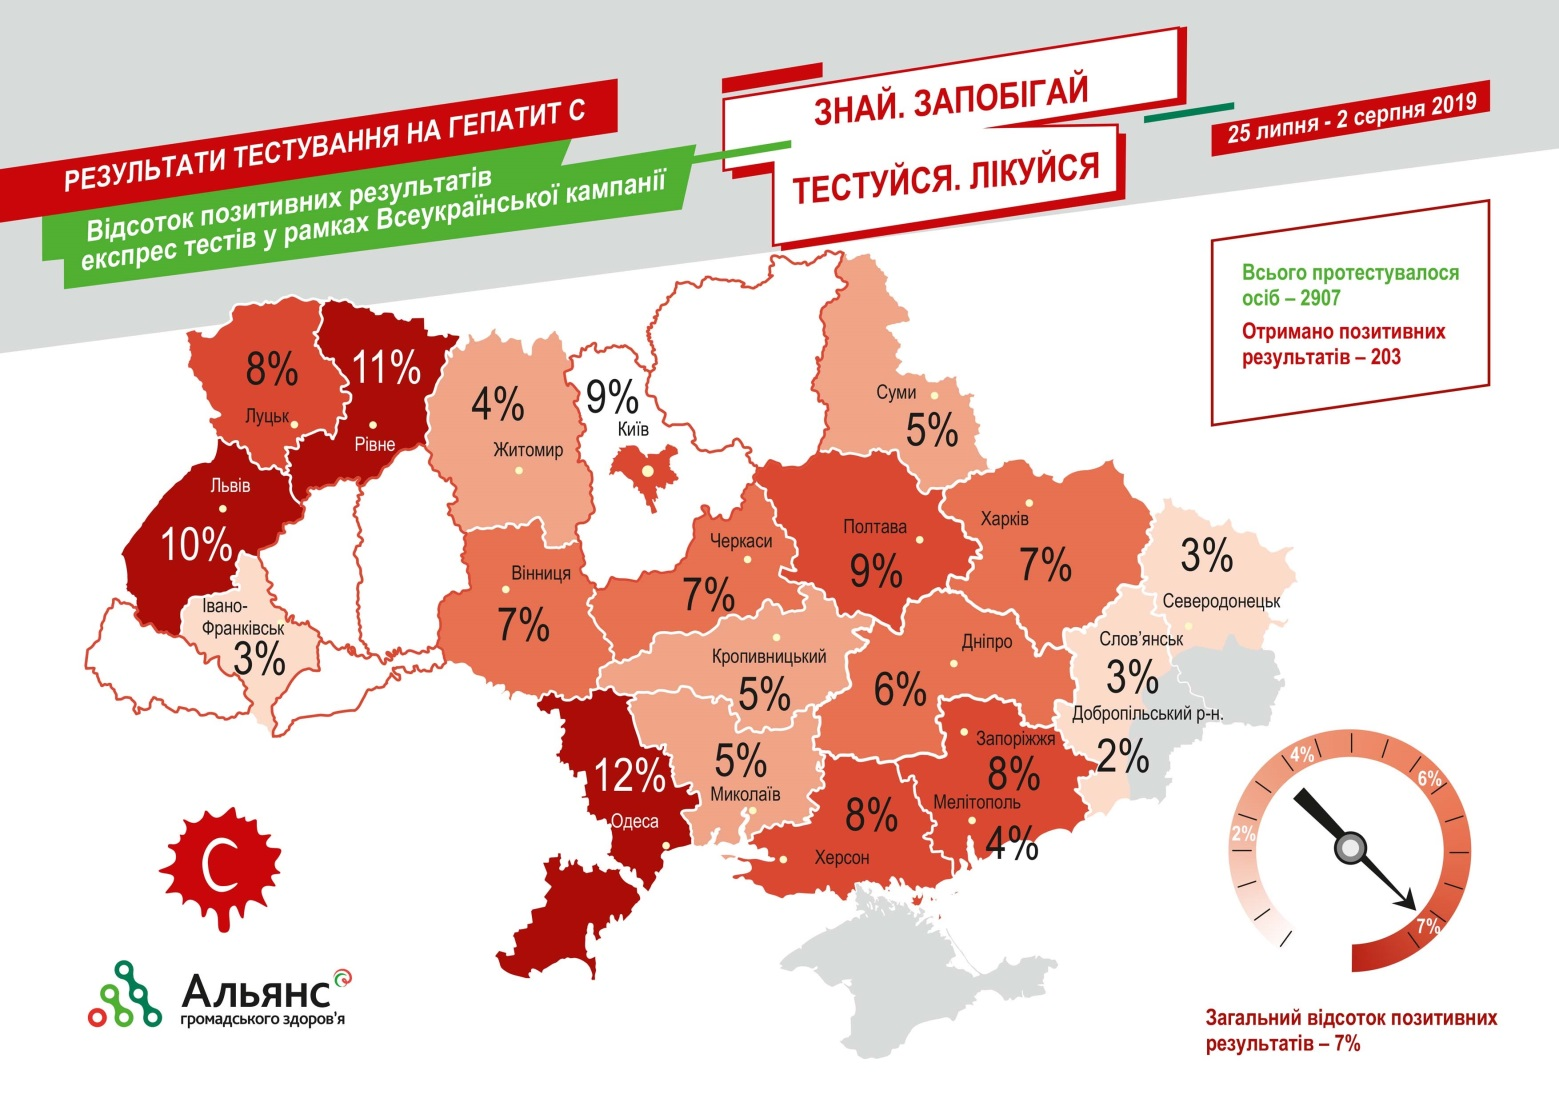 РЕЗУЛЬТАТИ ТЕСТУВАННЯ НА ГЕПАТИТ С
Відсоток позитивних результатів
експрес тестів у рамках Всеукраїнської кампанії
ЗНАЙ. ЗАПОБІГАЙ
ТЕСТУЙСЯ. ЛІКУЙСЯ
25 липня - 2 серпня 2019
Всього протестувалося
осіб – 2907
Отримано позитивних
результатів – 203
8%
Луцьк
11%
Рівне
4%
Житомир
9%
Київ
Суми
5%
Львів
10%
Івано-
Франківськ
3%
Вінниця
7%
Черкаси
7%
Полтава
9%
Харків
7%
3%
Северодонецьк
Слов’янськ
3%
Добропільський р-н.
2%
Кропивницький
5%
Дніпро
6%
Запоріжжя
8%
Мелітополь
4%
12%
Одеса
5%
Миколаїв
8%
Херсон
2%
4%
6%
7%
Загальний відсоток позитивних
результатів – 7%
C
Альянс
громадського здоров’я